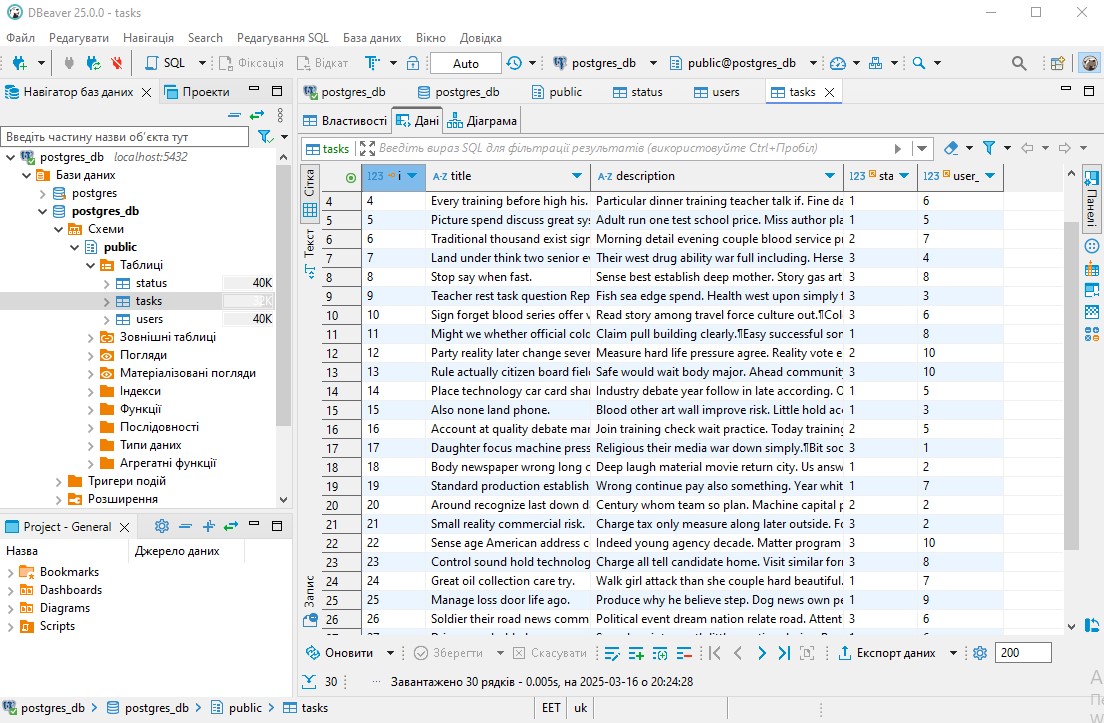 DBeaver 25.0.0 - tasks
Файл Редагувати Навігація Search Редагування SQL База даних Вікно Довідка
SQL Фіксація Відкат Auto postgres_db public@postgres_db
Навігатор баз даних Проекти
Введіть частину назви об'єкта тут
postgres_db localhost:5432
Бази даних
postgres
postgres_db
Схеми
public
Таблиці
status 40K
tasks 32K
users 40K
Зовнішні таблиці
Погляди
Матеріалізовані погляди
Індекси
Функції
Послідовності
Типи даних
Агрегатні функції
Тригери подій
Розширення
Project - General
Назва Джерело даних
Bookmarks
Dashboards
Diagrams
Scripts
postgres_db postgres_db public status users tasks
Властивості Дані Діаграма
tasks Введіть вираз SQL для фільтрації результатів (використовуйте Ctrl+Пробіл)
Сітка
Текст
Запис
Панелі
123 i A-Z title A-Z description 123 sta 123 user_
4 4 Every training before high his. Particular dinner training teacher talk if. Fine da 1 6
5 5 Picture spend discuss great sy Adult run one test school price. Miss author pla 1 5
6 6 Traditional thousand exist sign Morning detail evening couple blood service pr 2 7
7 7 Land under think two senior ev Their west drug ability war full including. Herse 3 4
8 8 Stop say when fast. Sense best establish deep mother. Story gas art 3 3
9 9 Teacher rest task question Rep Fish sea edge spend. Health west upon simply 3 3
10 10 Sign forget blood series offer v Read story among travel force culture out.¶Col 3 6
11 11 Might we whether official cold Claim pull building clearly.¶Easy successful son 1 8
12 12 Party reality later change seve Measure hard life pressure agree. Reality vote e 2 10
13 13 Rule actually citizen board fiel Safe would wait body major. Ahead community 3 10
14 14 Place technology car card shar Industry debate year follow in late according. O 1 5
15 15 Also none land phone. Blood other art wall improve risk. Little hold acc 1 3
16 16 Account at quality debate mar Join training check wait practice. Today training 2 5
17 17 Daughter focus machine press Religious their media war down simply.¶Bit soc 3 1
18 18 Body newspaper wrong long c Deep laugh material movie return city. Us answ 1 2
19 19 Standard production establish Wrong continue pay also something. Year whit 1 7
20 20 Around recognize last down d Century whom team so plan. Machine capital p 2 2
21 21 Small reality commercial risk. Charge tax only measure along later outside. Fo 3 2
22 22 Sense age American address c Indeed young agency decade. Matter program 3 10
23 23 Control sound hold technolog Charge all tell candidate home. Visit similar forr 3 8
24 24 Great oil collection care try. Walk girl attack than she couple hard beautiful. 1 7
25 25 Manage loss door life ago. Produce why he believe step. Dog news own pe 1 9
26 26 Soldier their road news comm Political event dream nation relate road. Attent 3 6
Оновити Зберегти Скасувати Експорт даних 200
30 Завантажено 30 рядків - 0.005s, на 2025-03-16 о 20:24:28
postgres_db postgres_db public tasks EET uk